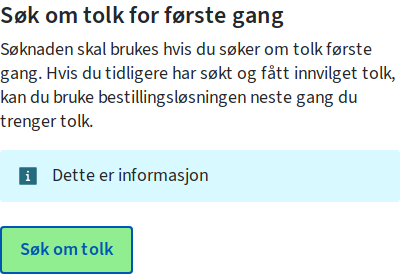 Søk om tolk for første gang
Søknaden skal brukes hvis du søker om tolk første
gang. Hvis du tidligere har søkt og fått innvilget tolk,
kan du bruke bestillingsløsningen neste gang du
trenger tolk.
Dette er informasjon
Søk om tolk